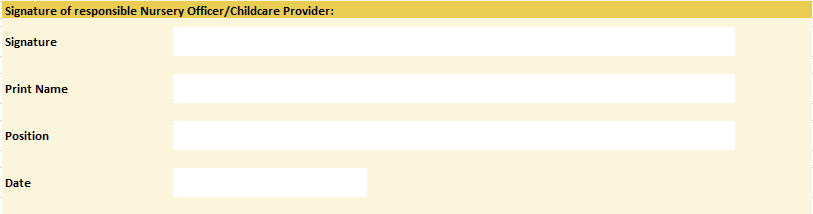 Signature of responsible Nursery Officer/Childcare Provider:
Signature
Print Name
Position
Date